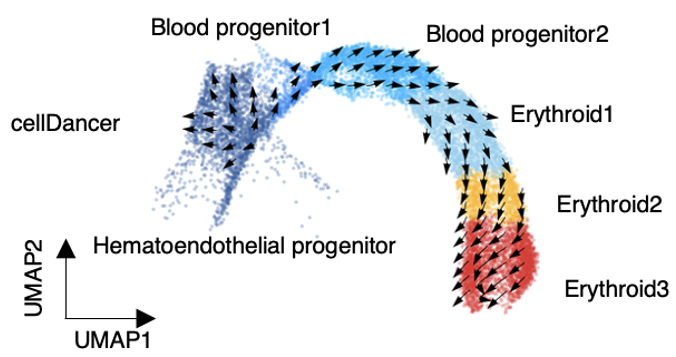 Blood progenitor1
Blood progenitor2
cellDancer
Erythroid1
Erythroid2
Hematoendothelial progenitor
Erythroid3
UMAP2
UMAP1